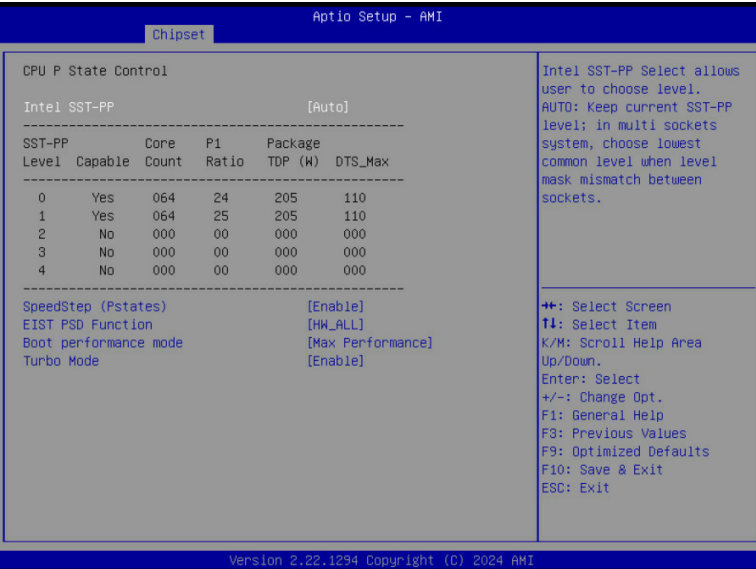 Aptio Setup - AMI
Chipset
CPU P State Control
Intel SST-PP [Auto]
------------------------------------------------------
SST-PP Core P1 Package
Level Capable Count Ratio TDP (W) DTS_Max
------------------------------------------------------
0 Yes 064 24 205 110
1 Yes 064 25 205 110
2 No 000 00 000 000
3 No 000 00 000 000
4 No 000 00 000 000
------------------------------------------------------
SpeedStep (Pstates) [Enable]
EIST PSD Function [HW_ALL]
Boot performance mode [Max Performance]
Turbo Mode [Enable]
Intel SST-PP Select allows
user to choose level.
AUTO: Keep current SST-PP
level; in multi sockets
system, choose lowest
common level when level
mask mismatch between
sockets.
→←: Select Screen
↑↓: Select Item
K/M: Scroll Help Area
Up/Down.
Enter: Select
+/-: Change Opt.
F1: General Help
F3: Previous Values
F9: Optimized Defaults
F10: Save & Exit
ESC: Exit
Version 2.22.1294 Copyright (C) 2024 AMI